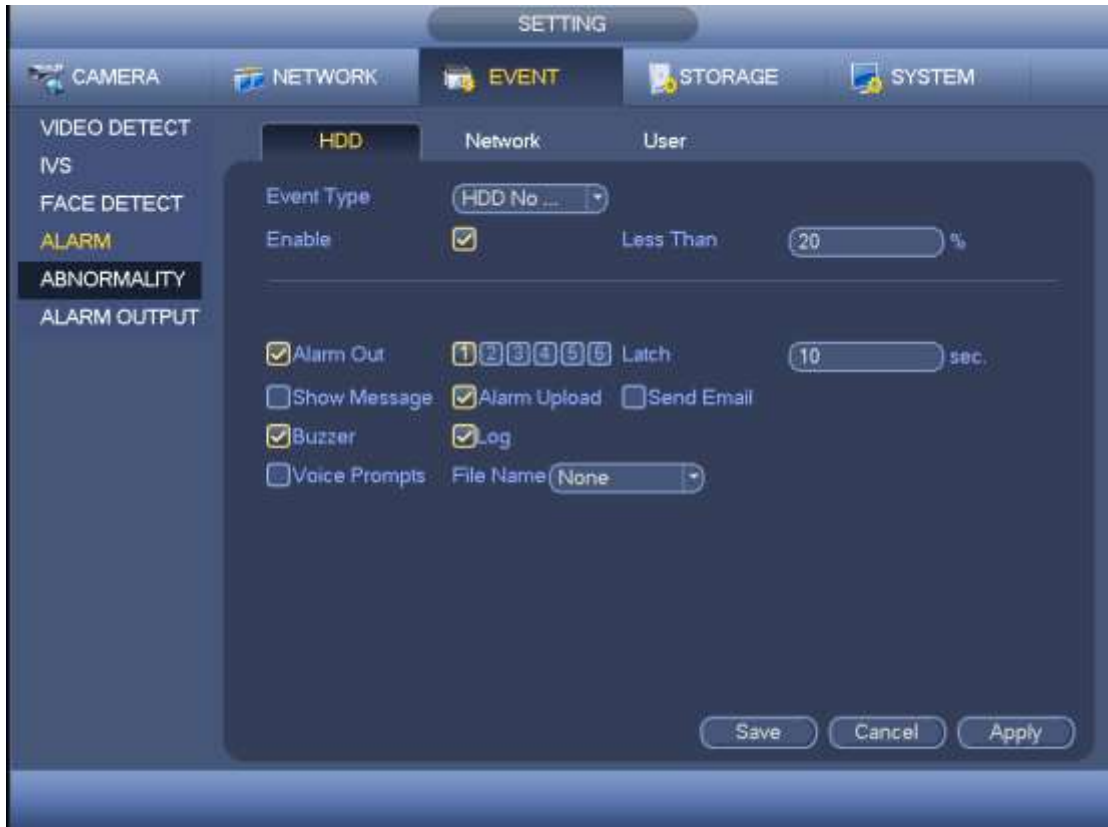 SETTING
CAMERA NETWORK EVENT STORAGE SYSTEM
VIDEO DETECT
IVS
FACE DETECT
ALARM
ABNORMALITY
ALARM OUTPUT
HDD Network User
Event Type HDD No ...
Enable Less Than 20 %
Alarm Out 1 2 3 4 5 6 Latch 10 sec.
Show Message Alarm Upload Send Email
Buzzer Log
Voice Prompts File Name None
Save Cancel Apply